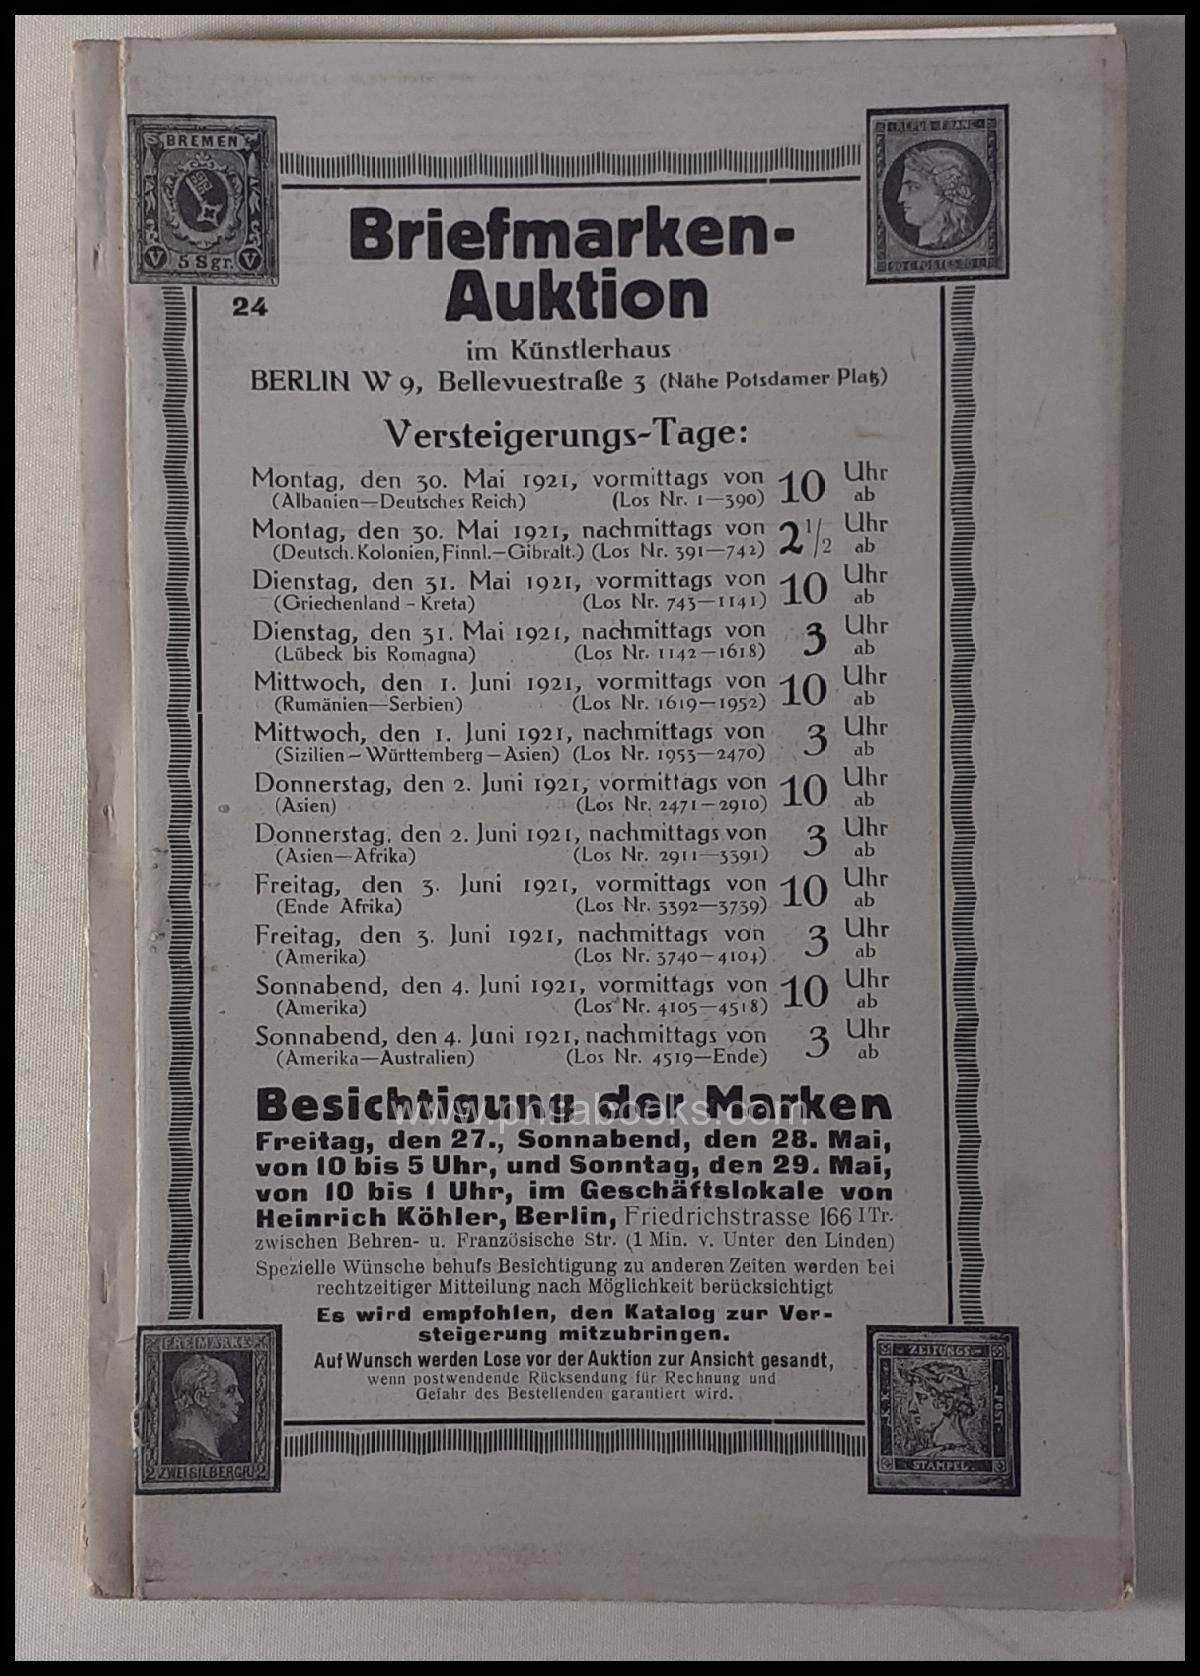 BREMEN
V 5 Sgr. V
REPUB FRANC
Briefmarken-
Auktion
24
im Künstlerhaus
BERLIN W 9, Bellevuestraße 3 (Nähe Potsdamer Platz)
Versteigerungs-Tage:
Montag, den 30. Mai 1921, vormittags von 10 Uhr
(Albanien—Deutsches Reich) (Los Nr. 1—390) ab
Montag, den 30. Mai 1921, nachmittags von 2 1/2 Uhr
(Deutsch. Kolonien, Finnl.—Gibralt.) (Los Nr. 391—742) ab
Dienstag, den 31. Mai 1921, vormittags von 10 Uhr
(Griechenland - Kreta) (Los Nr. 743—1141) ab
Dienstag, den 31. Mai 1921, nachmittags von 3 Uhr
(Lübeck bis Romagna) (Los Nr. 1142—1618) ab
Mittwoch, den 1. Juni 1921, vormittags von 10 Uhr
(Rumänien—Serbien) (Los Nr. 1619—1952) ab
Mittwoch, den 1. Juni 1921, nachmittags von 3 Uhr
(Sizilien—Württemberg—Asien) (Los Nr. 1953—2470) ab
Donnerstag, den 2. Juni 1921, vormittags von 10 Uhr
(Asien) (Los Nr. 2471—2910) ab
Donnerstag, den 2. Juni 1921, nachmittags von 3 Uhr
(Asien—Afrika) (Los Nr. 2911—3391) ab
Freitag, den 3. Juni 1921, vormittags von 10 Uhr
(Ende Afrika) (Los Nr. 3392—3739) ab
Freitag, den 3. Juni 1921, nachmittags von 3 Uhr
(Amerika) (Los Nr. 3740—4104) ab
Sonnabend, den 4. Juni 1921, vormittags von 10 Uhr
(Amerika) (Los Nr. 4105—4518) ab
Sonnabend, den 4. Juni 1921, nachmittags von 3 Uhr
(Amerika—Australien) (Los Nr. 4519—Ende) ab
Besichtigung der Marken
www.philabooks.com
Freitag, den 27., Sonnabend, den 28. Mai,
von 10 bis 5 Uhr, und Sonntag, den 29. Mai,
von 10 bis 1 Uhr, im Geschäftslokale von
Heinrich Köhler, Berlin, Friedrichstrasse 166 I Tr.
zwischen Behren- u. Französische Str. (1 Min. v. Unter den Linden)
Spezielle Wünsche behufs Besichtigung zu anderen Zeiten werden bei
rechtzeitiger Mitteilung nach Möglichkeit berücksichtigt
Es wird empfohlen, den Katalog zur Ver-
steigerung mitzubringen.
Auf Wunsch werden Lose vor der Auktion zur Ansicht gesandt,
wenn postwendende Rücksendung für Rechnung und
Gefahr des Bestellenden garantiert wird.
FREIMARKE
2 ZWEI SILBERGR. 2
ZEITUNGS-
K. K.
POST-
STÄMPEL.